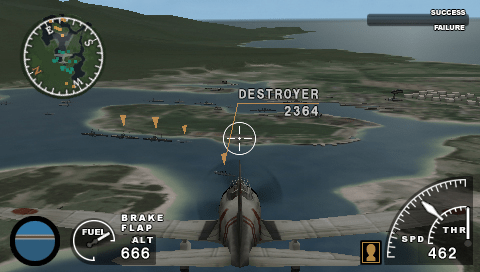 SUCCESS
FAILURE
E
S
N
W
DESTROYER
2364
FUEL
BRAKE
FLAP
ALT
666
SPD
THR
462